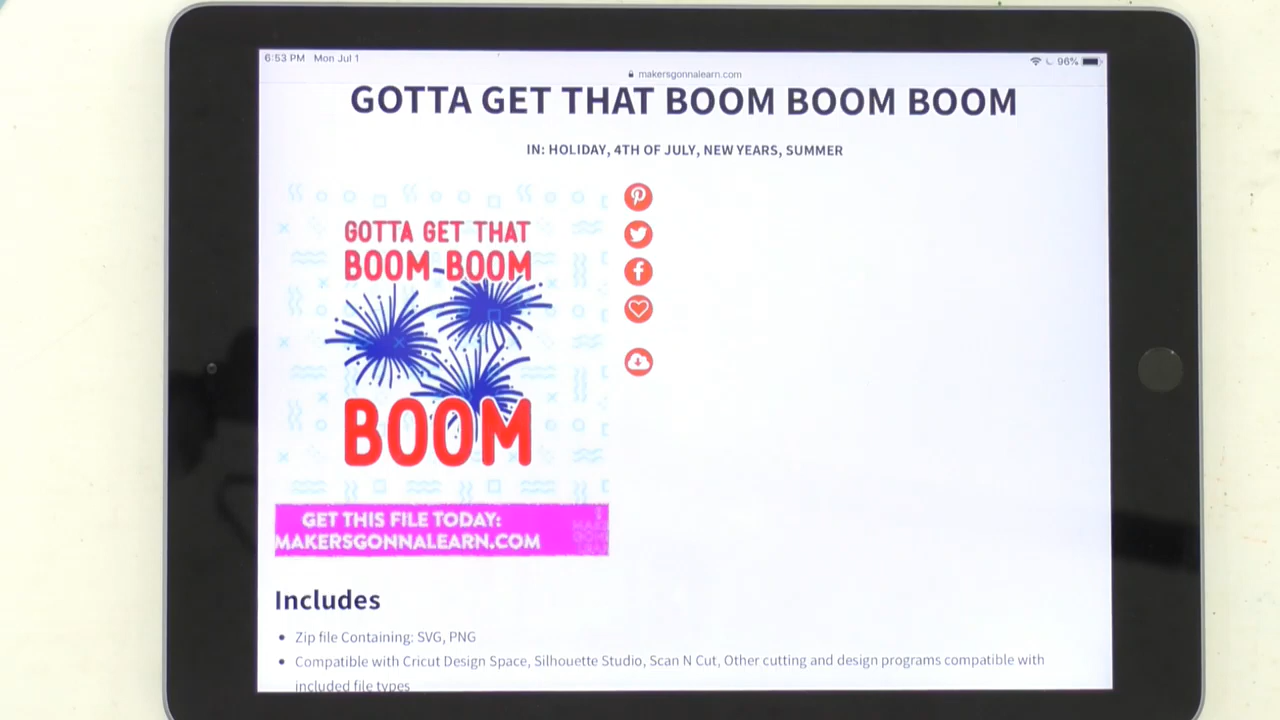 6:53 PM Mon Jul 1
96%
makersgonnalearn.com
GOTTA GET THAT BOOM BOOM BOOM
IN: HOLIDAY, 4TH OF JULY, NEW YEARS, SUMMER
GOTTA GET THAT
BOOM-BOOM
BOOM
GET THIS FILE TODAY:
MAKERSGONNALEARN.COM
Includes
• Zip file Containing: SVG, PNG
• Compatible with Cricut Design Space, Silhouette Studio, Scan N Cut, Other cutting and design programs compatible with
included file types